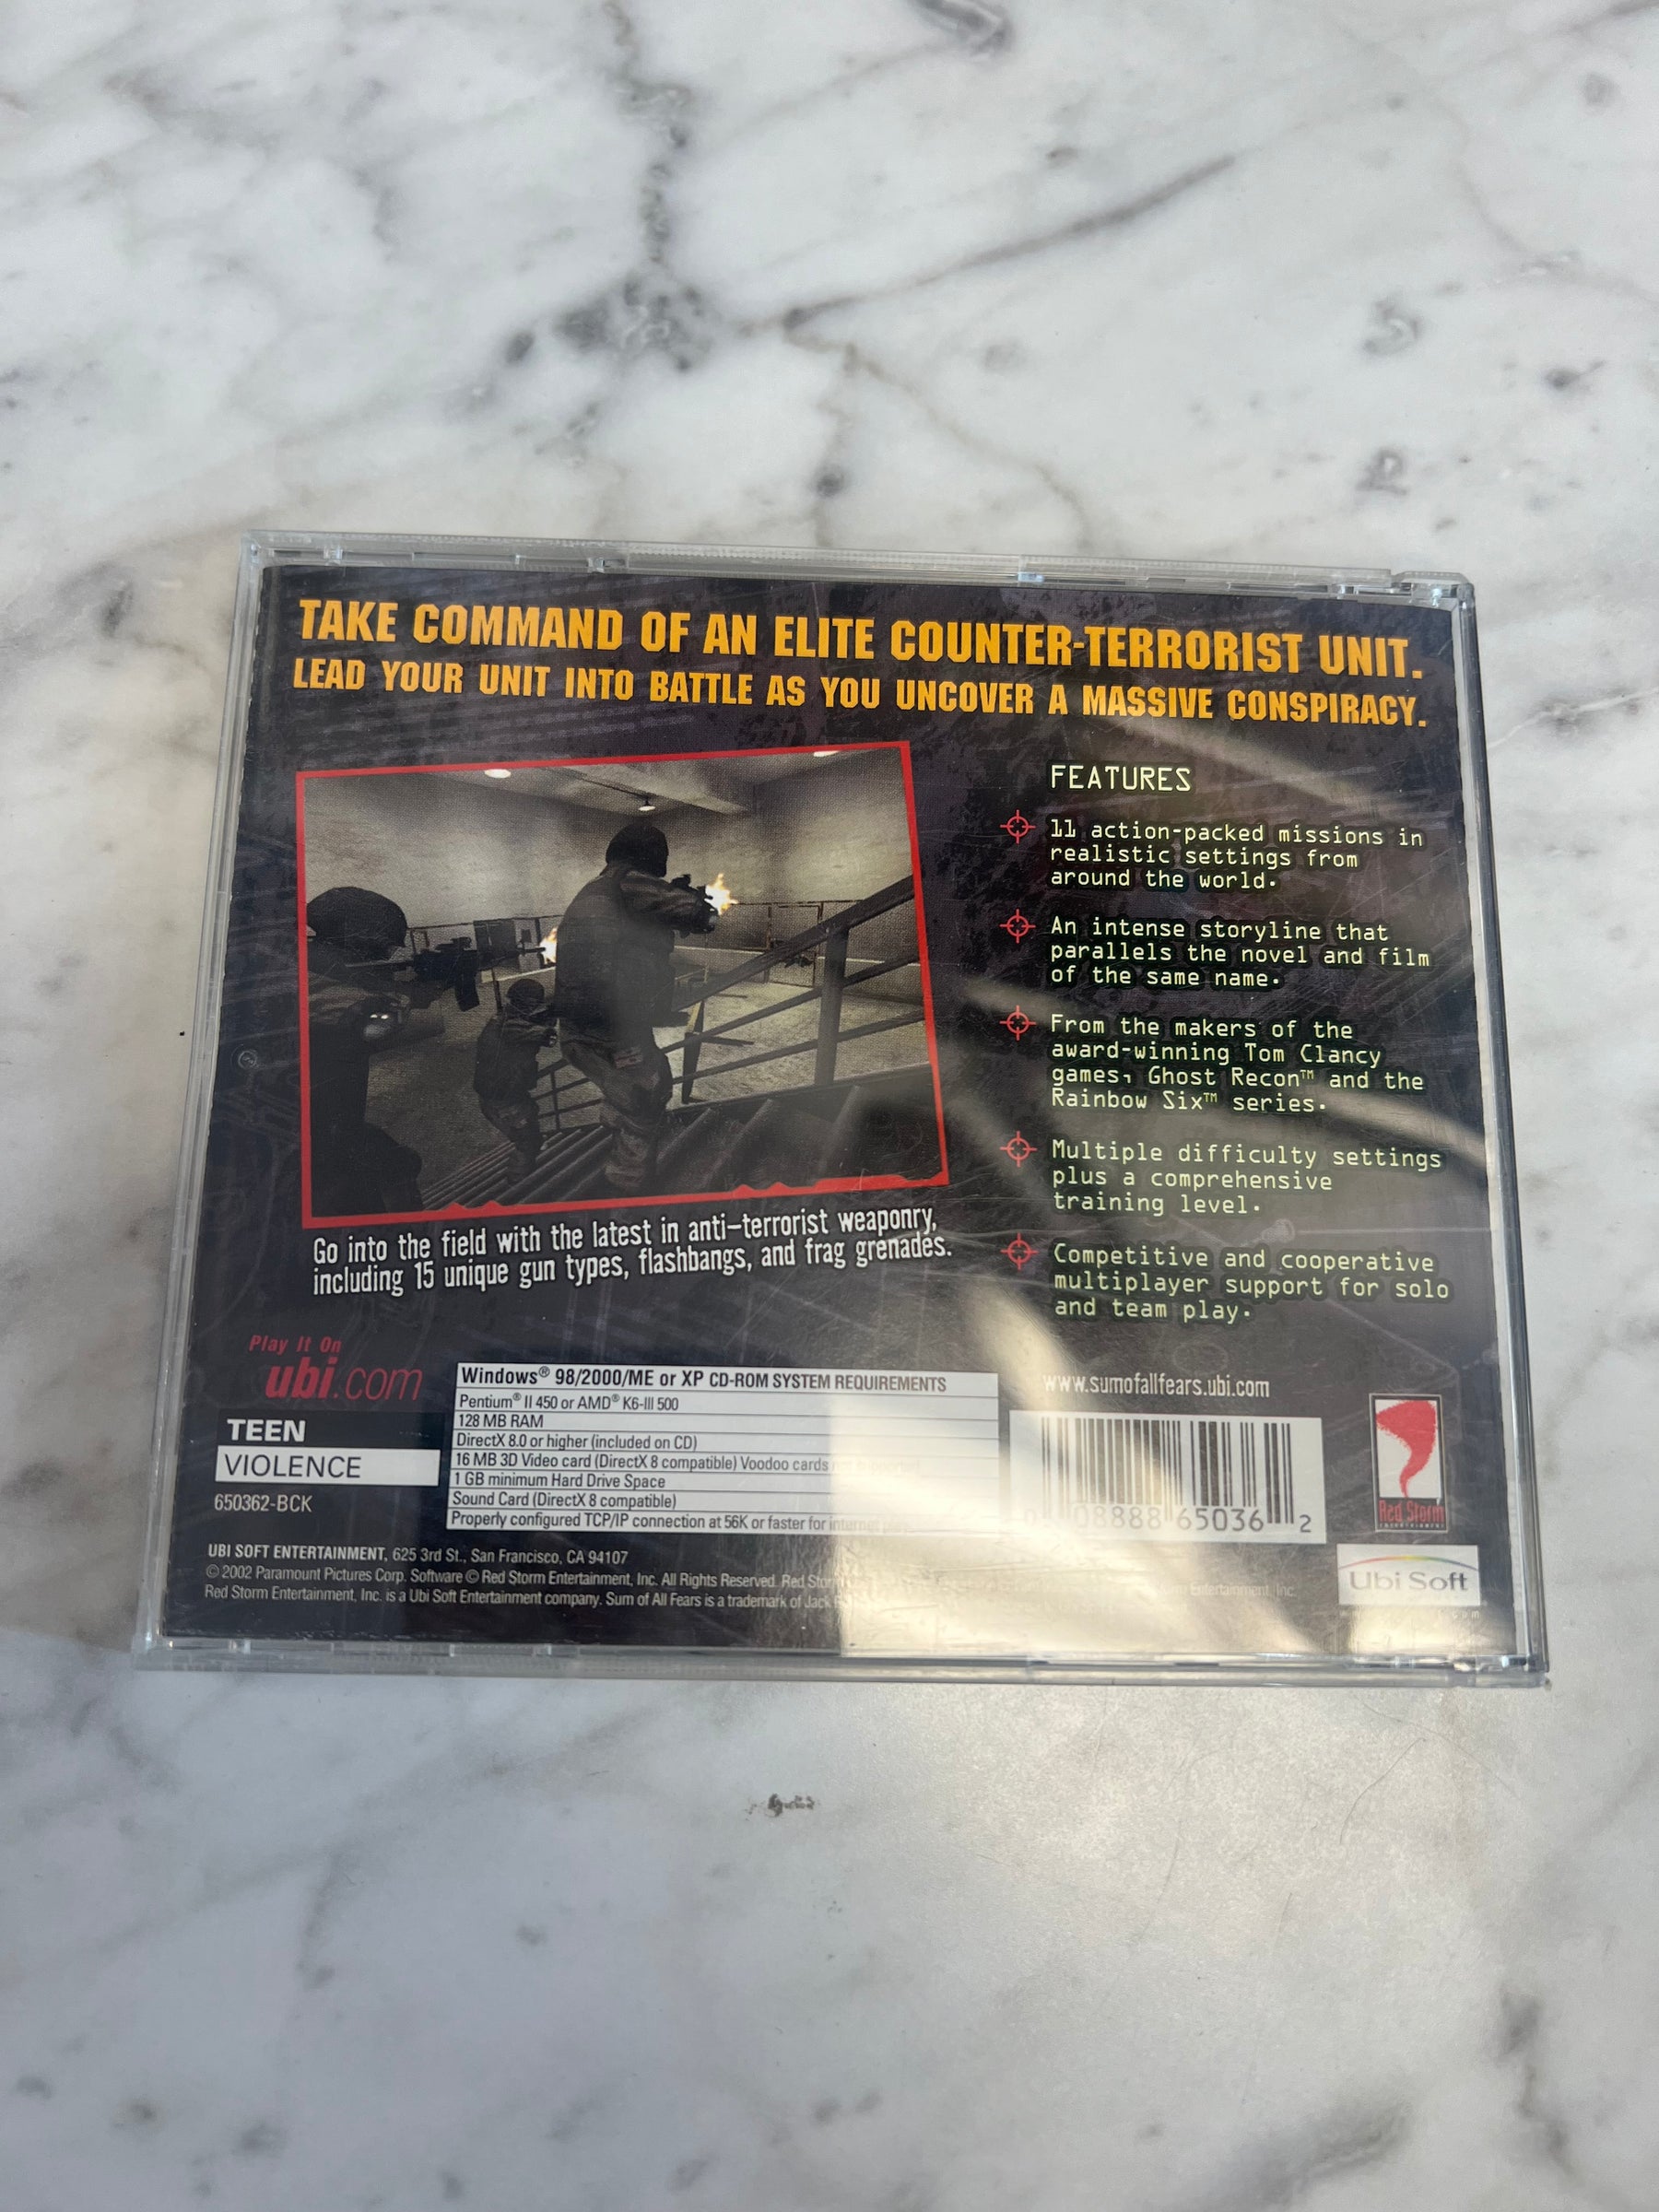 TAKE COMMAND OF AN ELITE COUNTER-TERRORIST UNIT.
LEAD YOUR UNIT INTO BATTLE AS YOU UNCOVER A MASSIVE CONSPIRACY.
FEATURES
11 action-packed missions in
realistic settings from
around the world.
An intense storyline that
parallels the novel and film
of the same name.
From the makers of the
award-winning Tom Clancy
games, Ghost Recon™ and the
Rainbow Six™ series.
Multiple difficulty settings
plus a comprehensive
training level.
Competitive and cooperative
multiplayer support for solo
and team play.
Go into the field with the latest in anti-terrorist weaponry,
including 15 unique gun types, flashbangs, and frag grenades.
Play It On
ubi.com
TEEN
VIOLENCE
650362-BCK
Windows® 98/2000/ME or XP CD-ROM SYSTEM REQUIREMENTS
Pentium® II 450 or AMD® K6-III 500
128 MB RAM
DirectX 8.0 or higher (included on CD)
16 MB 3D Video card (DirectX 8 compatible) Voodoo cards
1 GB minimum Hard Drive Space
Sound Card (DirectX 8 compatible)
Properly configured TCP/IP connection at 56K or faster for internet
www.sumofallfears.ubi.com
0 08888 65036 2
Red Storm
ENTERTAINMENT
Ubi Soft
UBI SOFT ENTERTAINMENT, 625 3rd St., San Francisco, CA 94107
© 2002 Paramount Pictures Corp. Software © Red Storm Entertainment, Inc. All Rights Reserved. Red Entertainment, Inc.
Red Storm Entertainment, Inc. is a Ubi Soft Entertainment company. Sum of All Fears is a trademark of Jack